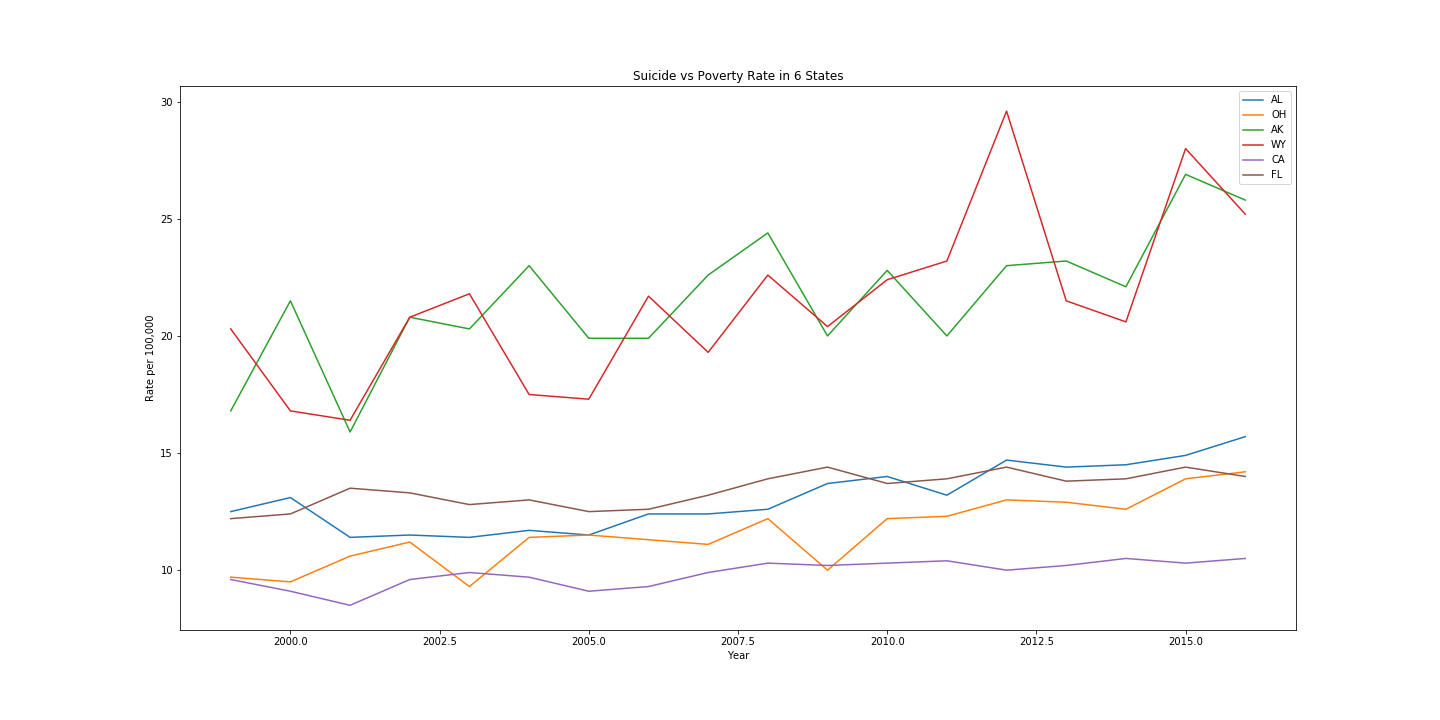 Suicide vs Poverty Rate in 6 States
AL
OH
AK
WY
CA
FL
30
25
20
15
10
Rate per 100,000
2000.0 2002.5 2005.0 2007.5 2010.0 2012.5 2015.0
Year